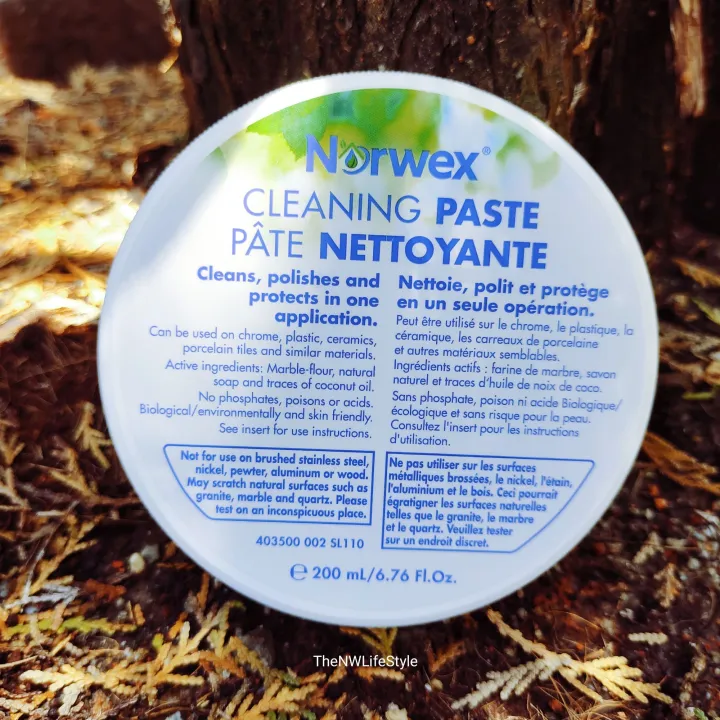 Norwex®
CLEANING PASTE
PÂTE NETTOYANTE
Cleans, polishes and
protects in one
application.
Can be used on chrome, plastic, ceramics,
porcelain tiles and similar materials.
Active ingredients: Marble-flour, natural
soap and traces of coconut oil.
No phosphates, poisons or acids.
Biological/environmentally and skin friendly.
See insert for use instructions.
Nettoie, polit et protège
en un seule opération.
Peut être utilisé sur le chrome, le plastique, la
céramique, les carreaux de porcelaine
et autres matériaux semblables.
Ingrédients actifs : farine de marbre, savon
naturel et traces d'huile de noix de coco.
Sans phosphate, poison ni acide Biologique/
écologique et sans risque pour la peau.
Consultez l'insert pour les instructions
d'utilisation.
Not for use on brushed stainless steel,
nickel, pewter, aluminum or wood.
May scratch natural surfaces such as
granite, marble and quartz. Please
test on an inconspicuous place.
Ne pas utiliser sur les surfaces
métalliques brossées, le nickel, l'étain,
l'aluminium et le bois. Ceci pourrait
égratigner les surfaces naturelles
telles que le granite, le marbre
et le quartz. Veuillez tester
sur un endroit discret.
403500 002 SL110
℮ 200 mL/6.76 Fl.Oz.
TheNWLifeStyle